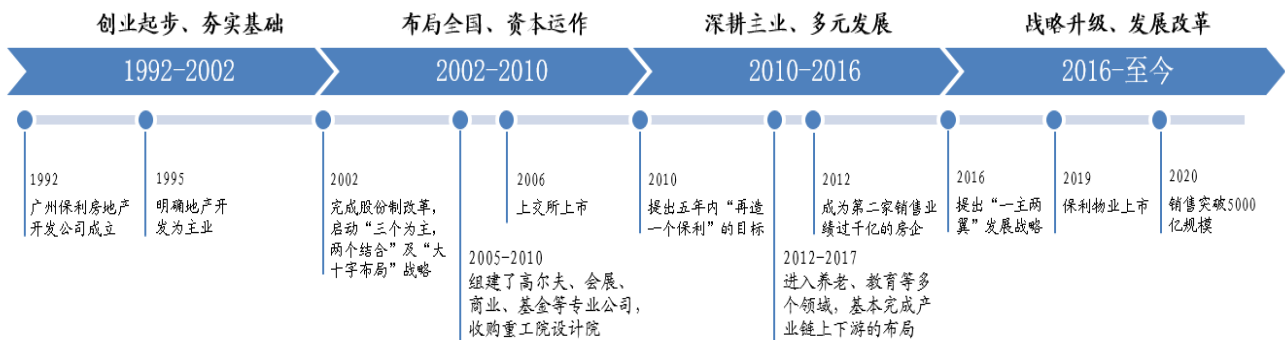 创业起步、夯实基础
布局全国、资本运作
深耕主业、多元发展
战略升级、发展改革
1992-2002
2002-2010
2010-2016
2016-至今
1992
广州保利房地产
开发公司成立
1995
明确地产开
发为主业
2002
完成股份制改革，
启动“三个为主，
两个结合”及“大
十字布局”战略
2005-2010
组建了高尔夫、会展、
商业、基金等专业公司，
收购重工院设计院
2006
上交所上市
2010
提出五年内“再造
一个保利”的目标
2012-2017
进入养老、教育等多
个领域，基本完成产
业链上下游的布局
2012
成为第二家销售业
绩过千亿的房企
2016
提出“一主两
翼”发展战略
2019
保利物业上市
2020
销售突破5000
亿规模